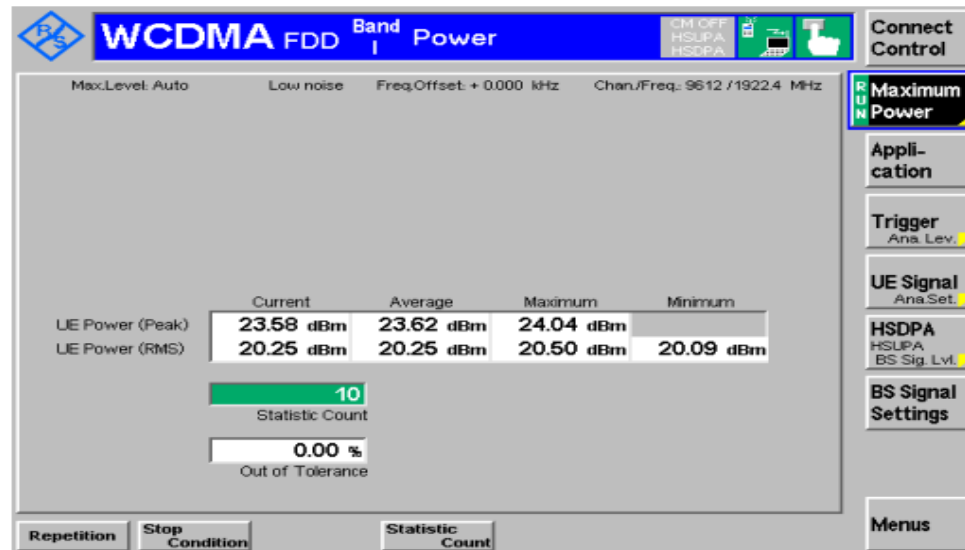 R&S
WCDMA FDD Band I Power
CM OFF
HSUPA
HSDPA
Connect
Control
Max.Level: Auto Low noise Freq.Offset: + 0.000 kHz Chan./Freq.: 9612 / 1922.4 MHz
RUN
Maximum
Power
Appli-
cation
Trigger
Ana. Lev.
UE Signal
Ana.Set.
Current Average Maximum Minimum
UE Power (Peak) 23.58 dBm 23.62 dBm 24.04 dBm
UE Power (RMS) 20.25 dBm 20.25 dBm 20.50 dBm 20.09 dBm
HSDPA
HSUPA
BS Sig. Lvl.
10
Statistic Count
BS Signal
Settings
0.00 %
Out of Tolerance
Repetition
Stop
Condition
Statistic
Count
Menus